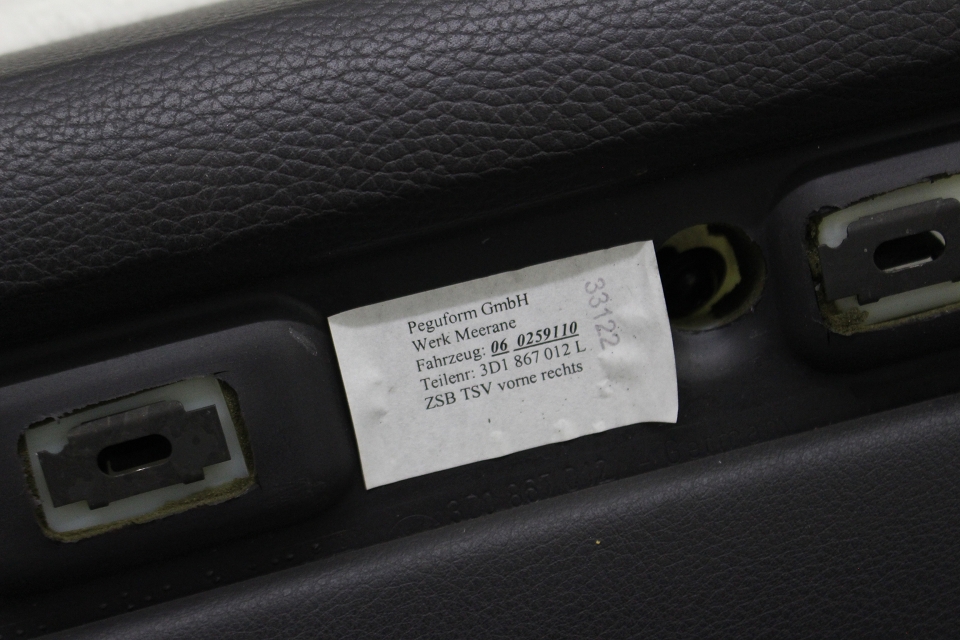 Peguform GmbH
Werk Meerane
Fahrzeug: 06 0259110
Teilenr: 3D1 867 012 L
ZSB TSV vorne rechts
33122